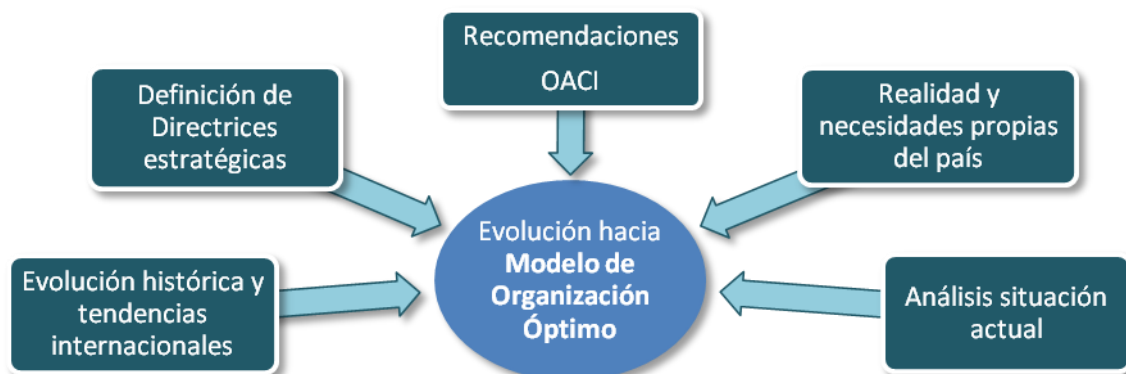 Recomendaciones
OACI
Definición de
Directrices
estratégicas
Realidad y
necesidades propias
del país
Evolución hacia
Modelo de
Organización
Óptimo
Evolución histórica y
tendencias
internacionales
Análisis situación
actual